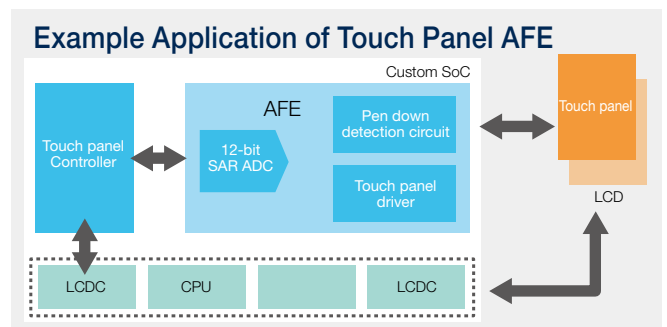 Example Application of Touch Panel AFE
Custom SoC
AFE
Touch panel
Controller
12-bit
SAR ADC
Pen down
detection circuit
Touch panel
driver
Touch panel
LCD
LCDC
CPU
LCDC